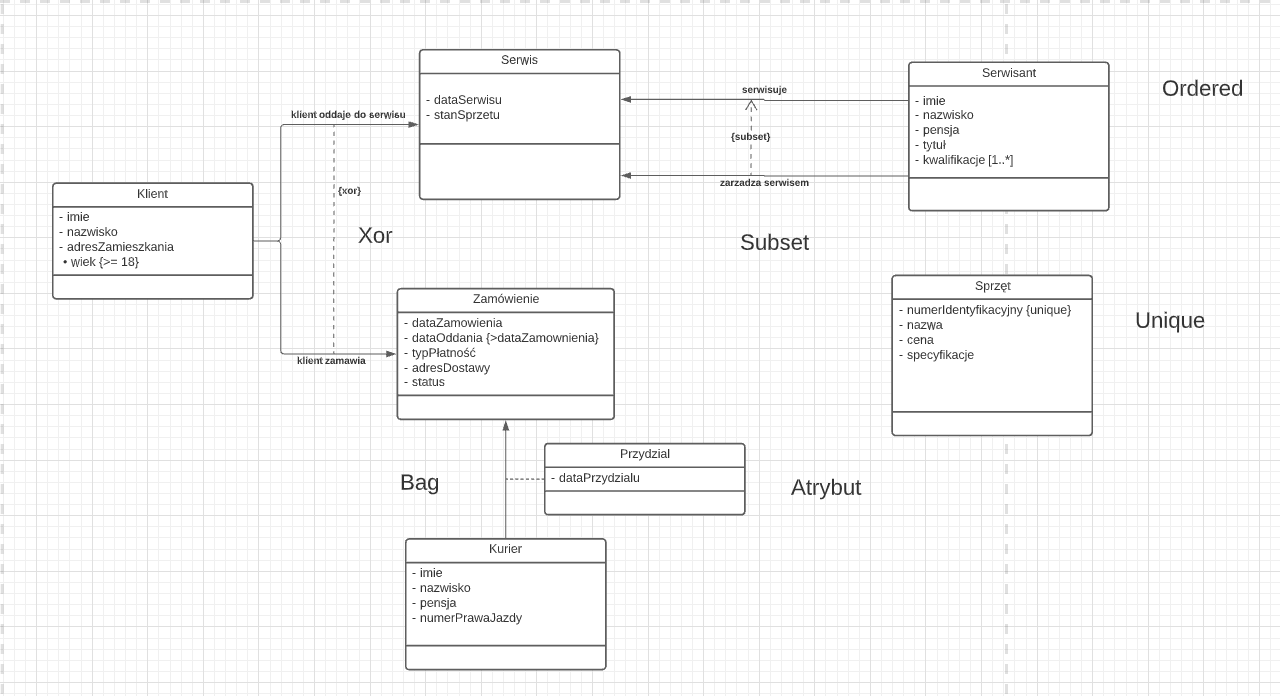 Serwis
- dataSerwisu
- stanSprzetu
Serwisant
- imie
- nazwisko
- pensja
- tytuł
- kwalifikacje [1..*]
Ordered
serwisuje
{subset}
zarzadza serwisem
Subset
klient oddaje do serwisu
{xor}
klient zamawia
Xor
Klient
- imie
- nazwisko
- adresZamieszkania
• wiek {>= 18}
Zamówienie
- dataZamowienia
- dataOddania {>dataZamownienia}
- typPłatność
- adresDostawy
- status
Sprzęt
- numerIdentyfikacyjny {unique}
- nazwa
- cena
- specyfikacje
Unique
Bag
Przydzial
- dataPrzydzialu
Atrybut
Kurier
- imie
- nazwisko
- pensja
- numerPrawaJazdy